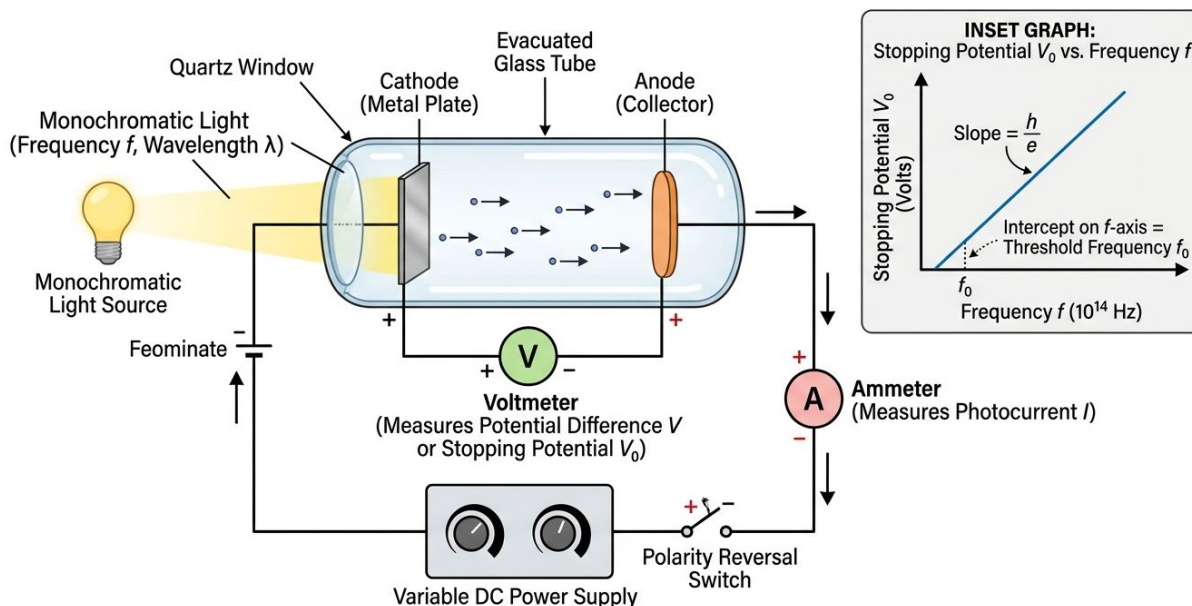 Quartz Window
Evacuated
Glass Tube
Cathode
(Metal Plate)
Anode
(Collector)
Monochromatic Light
(Frequency f, Wavelength λ)
Monochromatic
Light Source
Feominate
−
+
+
+
−
V
Voltmeter
(Measures Potential Difference V
or Stopping Potential V₀)
+
A
−
Ammeter
(Measures Photocurrent I)
+
−
Polarity Reversal
Switch
Variable DC Power Supply
INSET GRAPH:
Stopping Potential V₀ vs. Frequency f
Stopping Potential V₀
(Volts)
Slope = h/e
Intercept on f-axis =
Threshold Frequency f₀
f₀
Frequency f (10¹⁴ Hz)